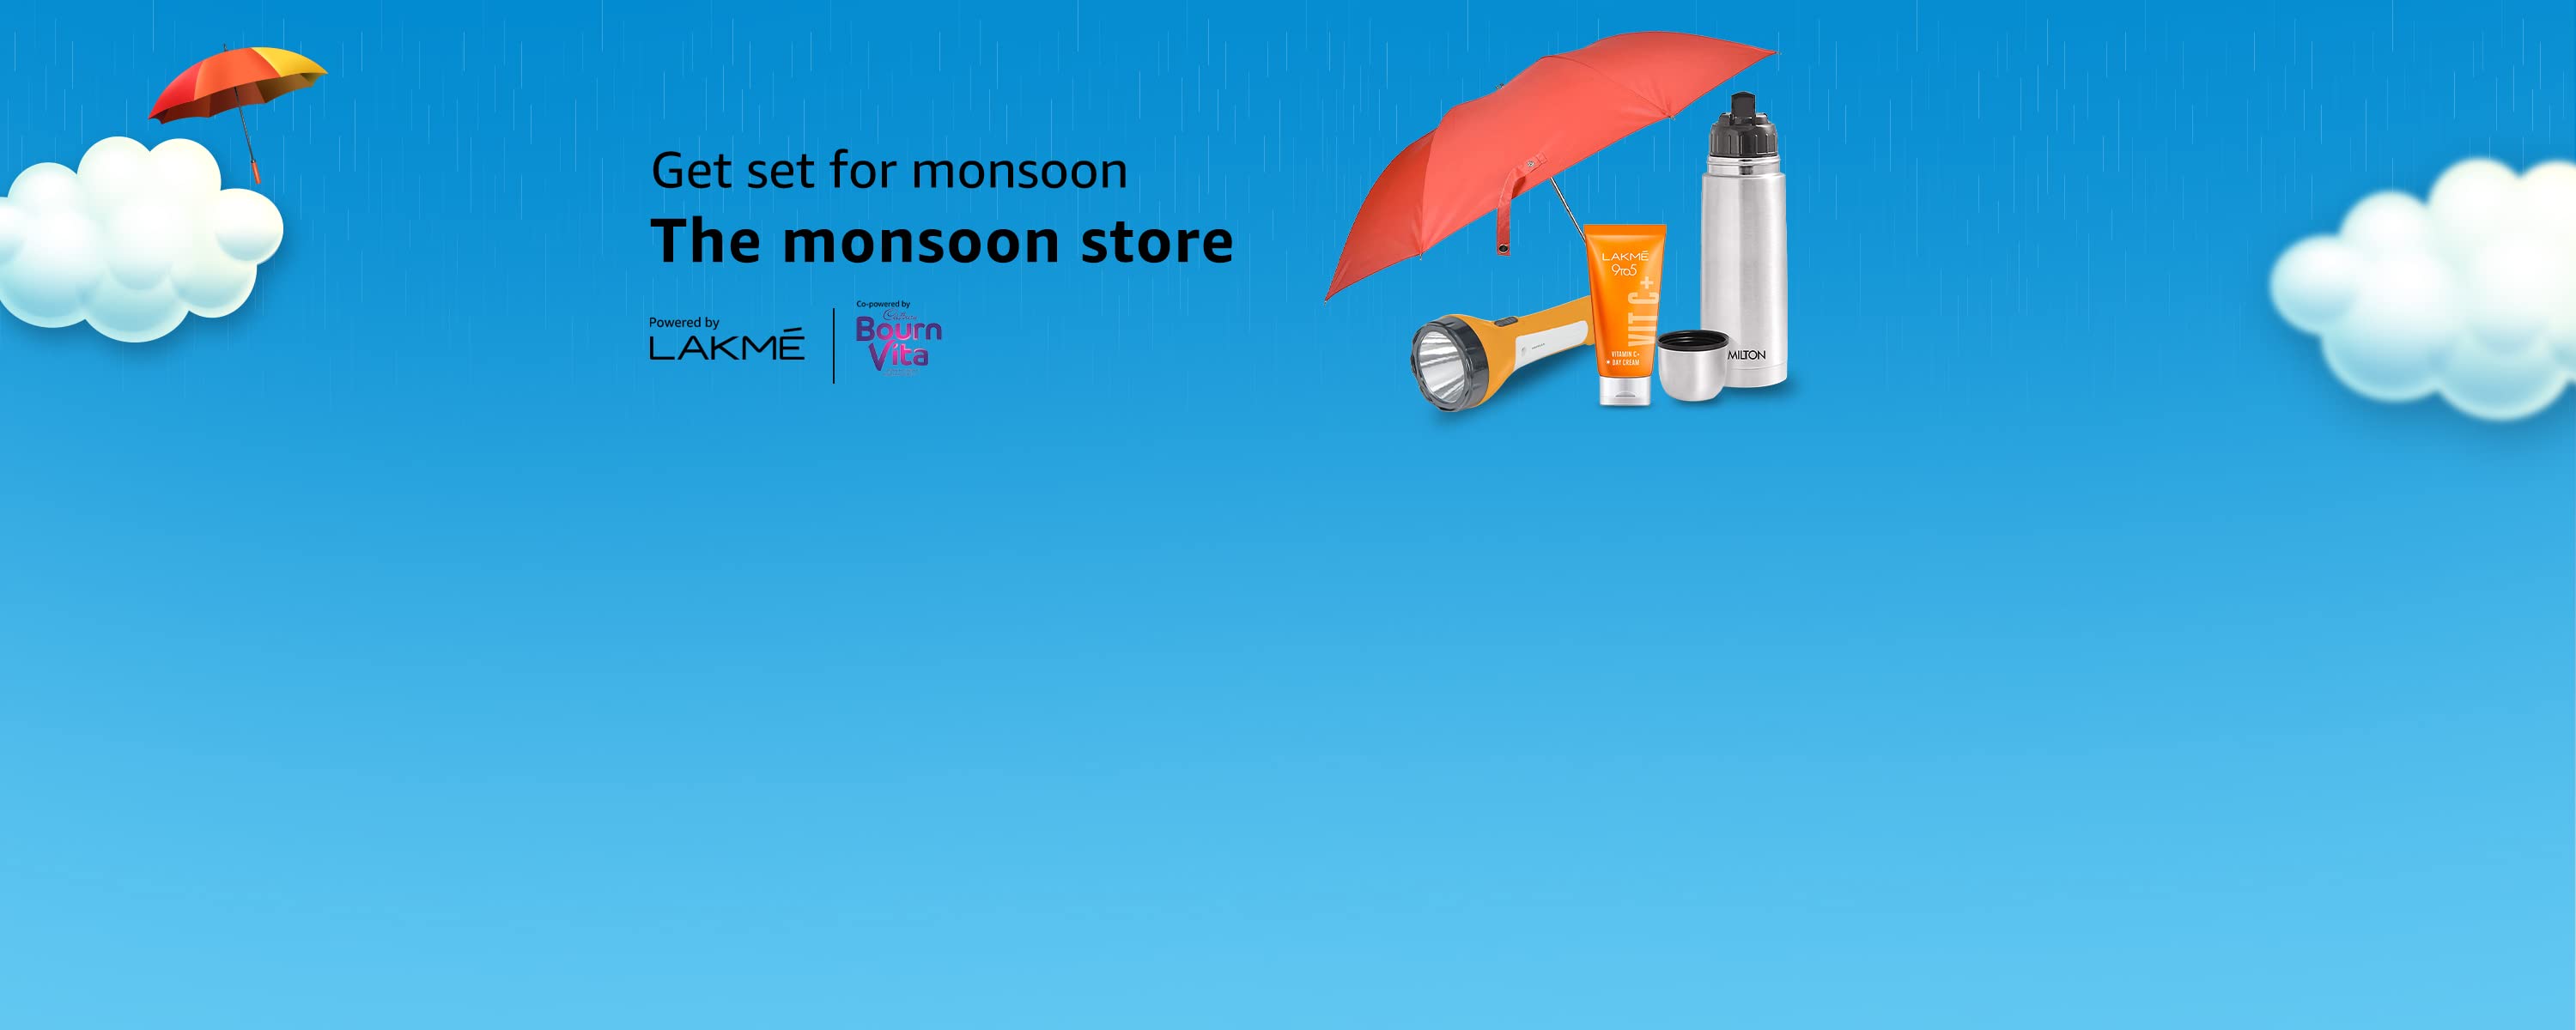 Get set for monsoon
The monsoon store
Powered by
LAKMÉ
Co-powered by
Cadbury
Bourn
Vita
LAKMÉ
9to5
VIT C+
VITAMIN C+
DAY CREAM
MILTON